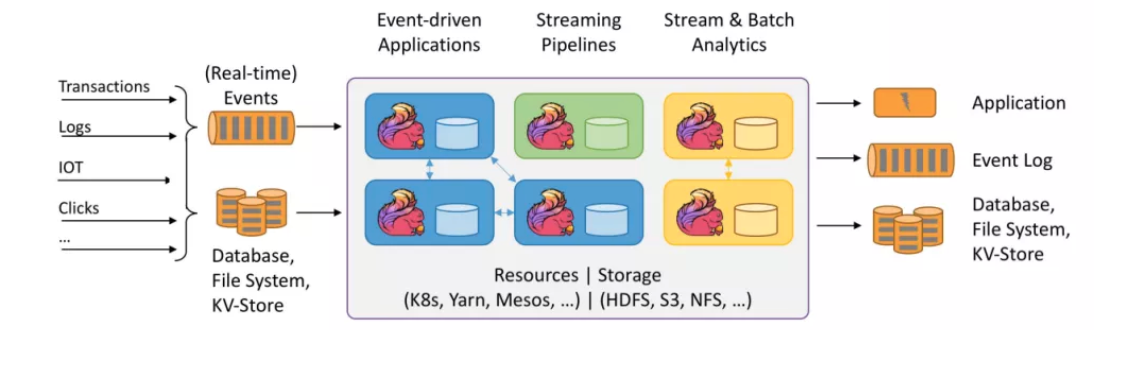 Event-driven
Applications
Streaming
Pipelines
Stream & Batch
Analytics
Transactions
Logs
IOT
Clicks
...
(Real-time)
Events
Database,
File System,
KV-Store
Resources | Storage
(K8s, Yarn, Mesos, ...) | (HDFS, S3, NFS, ...)
Application
Event Log
Database,
File System,
KV-Store